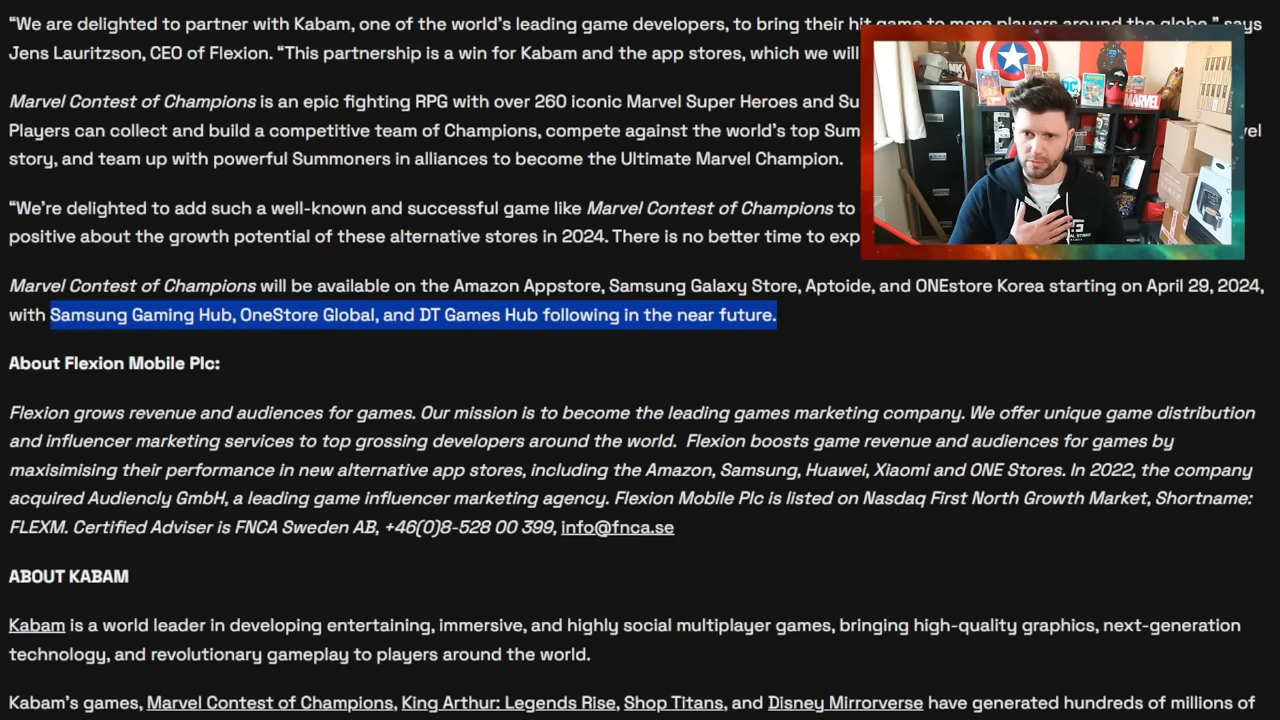 “We are delighted to partner with Kabam, one of the world’s leading game developers, to bring their hit game to more players around the globe,” says
Jens Lauritzson, CEO of Flexion. “This partnership is a win for Kabam and the app stores, which we will
Marvel Contest of Champions is an epic fighting RPG with over 260 iconic Marvel Super Heroes and Su
Players can collect and build a competitive team of Champions, compete against the world’s top Sum vel
story, and team up with powerful Summoners in alliances to become the Ultimate Marvel Champion.
“We’re delighted to add such a well-known and successful game like Marvel Contest of Champions to
positive about the growth potential of these alternative stores in 2024. There is no better time to exp
Marvel Contest of Champions will be available on the Amazon Appstore, Samsung Galaxy Store, Aptoide, and ONEstore Korea starting on April 29, 2024,
with Samsung Gaming Hub, OneStore Global, and DT Games Hub following in the near future.
About Flexion Mobile Plc:
Flexion grows revenue and audiences for games. Our mission is to become the leading games marketing company. We offer unique game distribution
and influencer marketing services to top grossing developers around the world. Flexion boosts game revenue and audiences for games by
maxisimising their performance in new alternative app stores, including the Amazon, Samsung, Huawei, Xiaomi and ONE Stores. In 2022, the company
acquired Audiencly GmbH, a leading game influencer marketing agency. Flexion Mobile Plc is listed on Nasdaq First North Growth Market, Shortname:
FLEXM. Certified Adviser is FNCA Sweden AB, +46(0)8-528 00 399, info@fnca.se
ABOUT KABAM
Kabam is a world leader in developing entertaining, immersive, and highly social multiplayer games, bringing high-quality graphics, next-generation
technology, and revolutionary gameplay to players around the world.
Kabam’s games, Marvel Contest of Champions, King Arthur: Legends Rise, Shop Titans, and Disney Mirrorverse have generated hundreds of millions of
DC
MARVEL